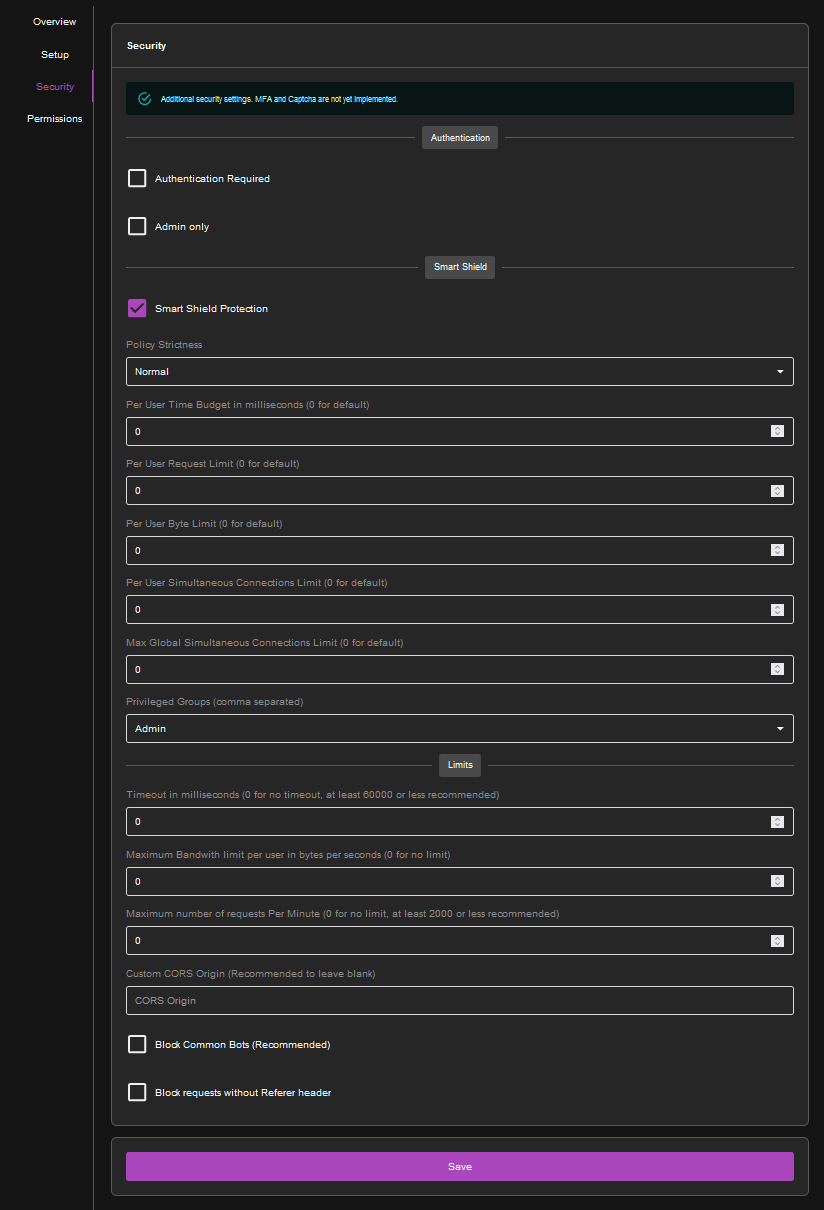 Overview
Setup
Security
Permissions
Security
Additional security settings. MFA and Captcha are not yet implemented.
Authentication
Authentication Required
Admin only
Smart Shield
Smart Shield Protection
Policy Strictness
Normal
Per User Time Budget in milliseconds (0 for default)
0
Per User Request Limit (0 for default)
0
Per User Byte Limit (0 for default)
0
Per User Simultaneous Connections Limit (0 for default)
0
Max Global Simultaneous Connections Limit (0 for default)
0
Privileged Groups (comma separated)
Admin
Limits
Timeout in milliseconds (0 for no timeout, at least 60000 or less recommended)
0
Maximum Bandwith limit per user in bytes per seconds (0 for no limit)
0
Maximum number of requests Per Minute (0 for no limit, at least 2000 or less recommended)
0
Custom CORS Origin (Recommended to leave blank)
CORS Origin
Block Common Bots (Recommended)
Block requests without Referer header
Save